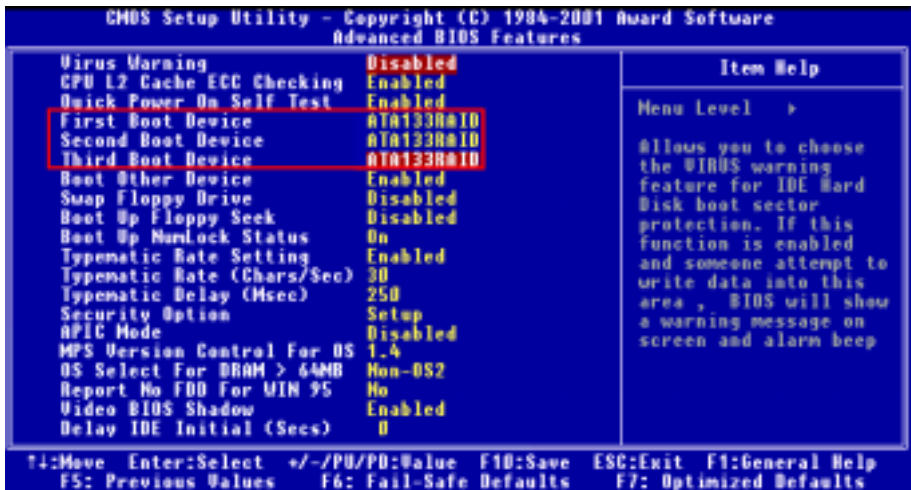 CMOS Setup Utility - Copyright (C) 1984-2001 Award Software
Advanced BIOS Features
Virus Warning Disabled
CPU L2 Cache ECC Checking Enabled
Quick Power On Self Test Enabled
First Boot Device ATA133RAID
Second Boot Device ATA133RAID
Third Boot Device ATA133RAID
Boot Other Device Enabled
Swap Floppy Drive Disabled
Boot Up Floppy Seek Disabled
Boot Up NumLock Status On
Typematic Rate Setting Enabled
Typematic Rate (Chars/Sec) 30
Typematic Delay (Msec) 250
Security Option Setup
APIC Mode Disabled
MPS Version Control For OS 1.4
OS Select For DRAM > 64MB Non-OS2
Report No FDD For WIN 95 No
Video BIOS Shadow Enabled
Delay IDE Initial (Secs) 0
Item Help
Menu Level ▸
Allows you to choose
the VIRUS warning
feature for IDE Hard
Disk boot sector
protection. If this
function is enabled
and someone attempt to
write data into this
area , BIOS will show
a warning message on
screen and alarm beep
↑↓:Move Enter:Select +/-/PU/PD:Value F10:Save ESC:Exit F1:General Help
F5: Previous Values F6: Fail-Safe Defaults F7: Optimized Defaults